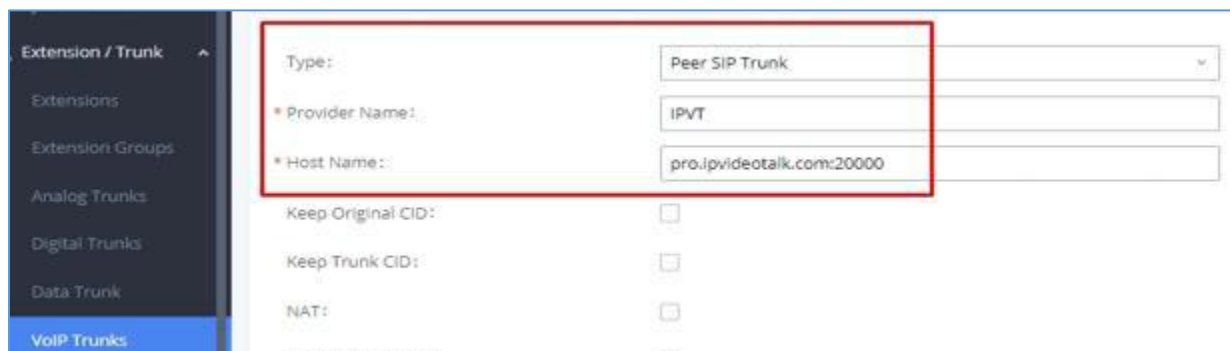 Extension / Trunk
Extensions
Extension Groups
Analog Trunks
Digital Trunks
Data Trunk
VoIP Trunks
Type: Peer SIP Trunk
* Provider Name: IPVT
* Host Name: pro.ipvideotalk.com:20000
Keep Original CID:
Keep Trunk CID:
NAT: